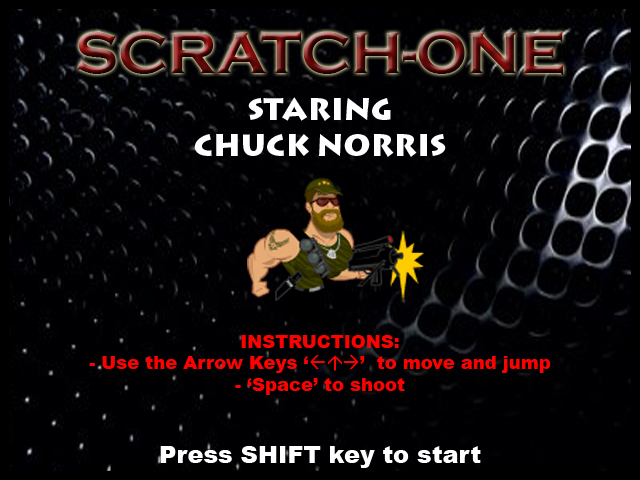 SCRATCH-ONE
STARING
CHUCK NORRIS
INSTRUCTIONS:
- Use the Arrow Keys ‘←↑→’ to move and jump
- ‘Space’ to shoot
Press SHIFT key to start